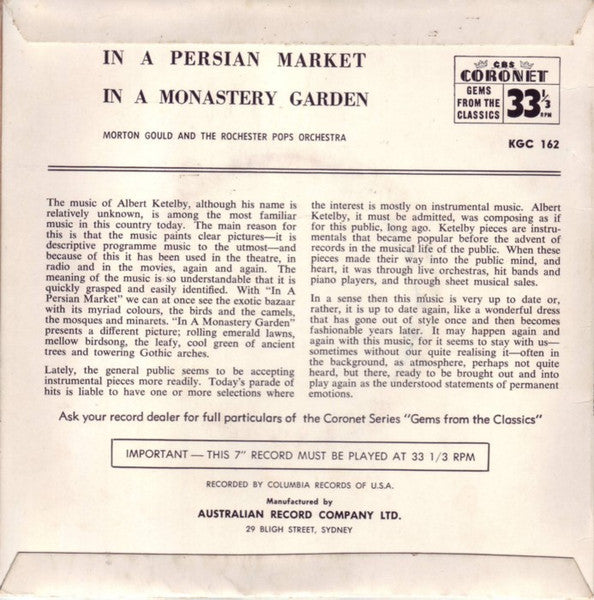 IN A PERSIAN MARKET
IN A MONASTERY GARDEN
MORTON GOULD AND THE ROCHESTER POPS ORCHESTRA
CBS
CORONET
GEMS
FROM THE
CLASSICS
33 1/3
RPM
KGC 162
The music of Albert Ketelby, although his name is
relatively unknown, is among the most familiar
music in this country today. The main reason for
this is that the music paints clear pictures—it is
descriptive programme music to the utmost—and
because of this it has been used in the theatre, in
radio and in the movies, again and again. The
meaning of the music is so understandable that it is
quickly grasped and easily identified. With "In A
Persian Market" we can at once see the exotic bazaar
with its myriad colours, the birds and the camels,
the mosques and minarets. "In A Monastery Garden"
presents a different picture; rolling emerald lawns,
mellow birdsong, the leafy, cool green of ancient
trees and towering Gothic arches.
Lately, the general public seems to be accepting
instrumental pieces more readily. Today's parade of
hits is liable to have one or more selections where
the interest is mostly on instrumental music. Albert
Ketelby, it must be admitted, was composing as if
for this public, long ago. Ketelby pieces are instru-
mentals that became popular before the advent of
records in the musical life of the public. When these
pieces made their way into the public mind, and
heart, it was through live orchestras, hit bands and
piano players, and through sheet musical sales.
In a sense then this music is very up to date or,
rather, it is up to date again, like a wonderful dress
that has gone out of style once and then becomes
fashionable years later. It may happen again and
again with this music, for it seems to stay with us—
sometimes without our quite realising it—often in
the background, as atmosphere, perhaps not quite
heard, but there, ready to be brought out and into
play again as the understood statements of permanent
emotions.
Ask your record dealer for full particulars of the Coronet Series "Gems from the Classics"
IMPORTANT — THIS 7" RECORD MUST BE PLAYED AT 33 1/3 RPM
RECORDED BY COLUMBIA RECORDS OF U.S.A.
Manufactured by
AUSTRALIAN RECORD COMPANY LTD.
29 BLIGH STREET, SYDNEY